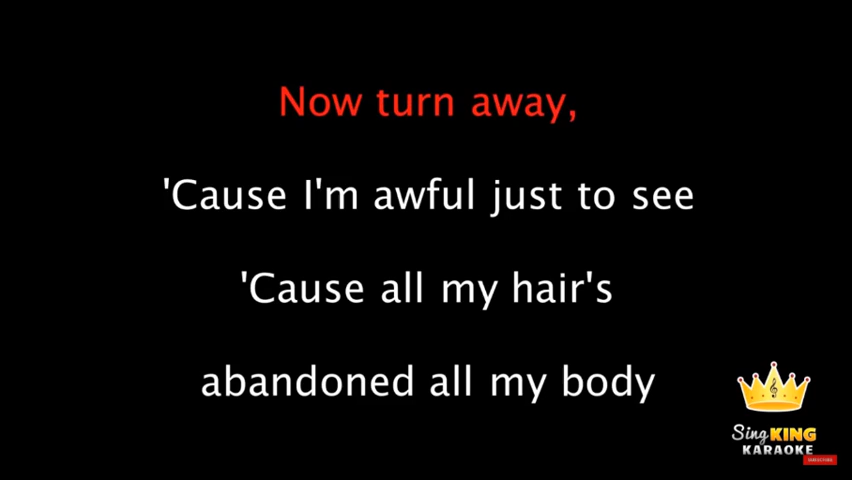 Now turn away,
'Cause I'm awful just to see
'Cause all my hair's
abandoned all my body
Sing KING
KARAOKE
SUBSCRIBE